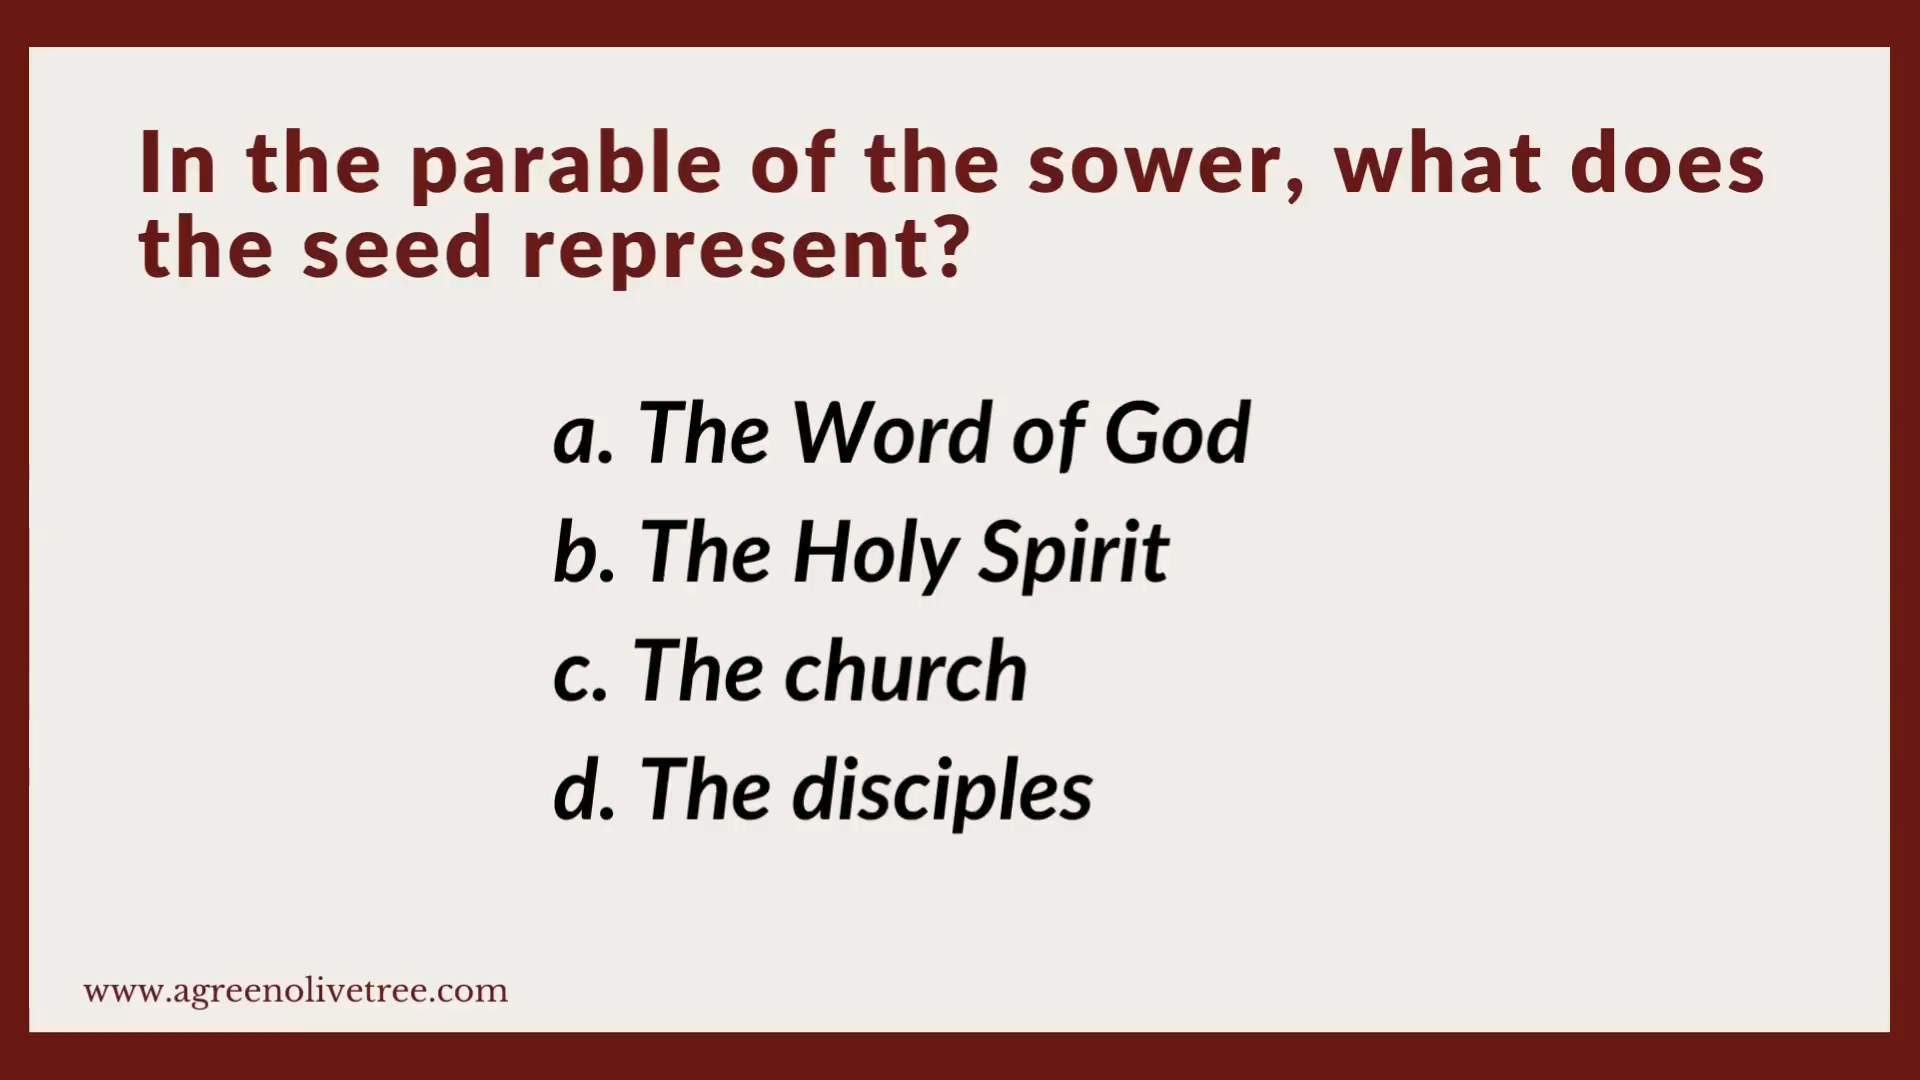 In the parable of the sower, what does
the seed represent?
a. The Word of God
b. The Holy Spirit
c. The church
d. The disciples
www.agreenolivetree.com